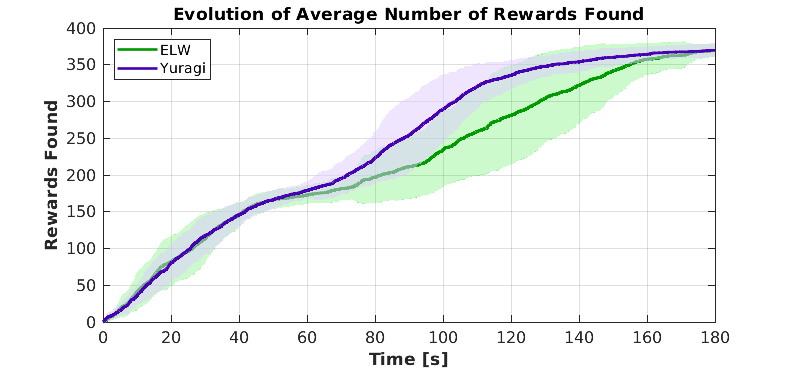 Evolution of Average Number of Rewards Found
ELW
Yuragi
Rewards Found
400
350
300
250
200
150
100
50
0
0 20 40 60 80 100 120 140 160 180
Time [s]